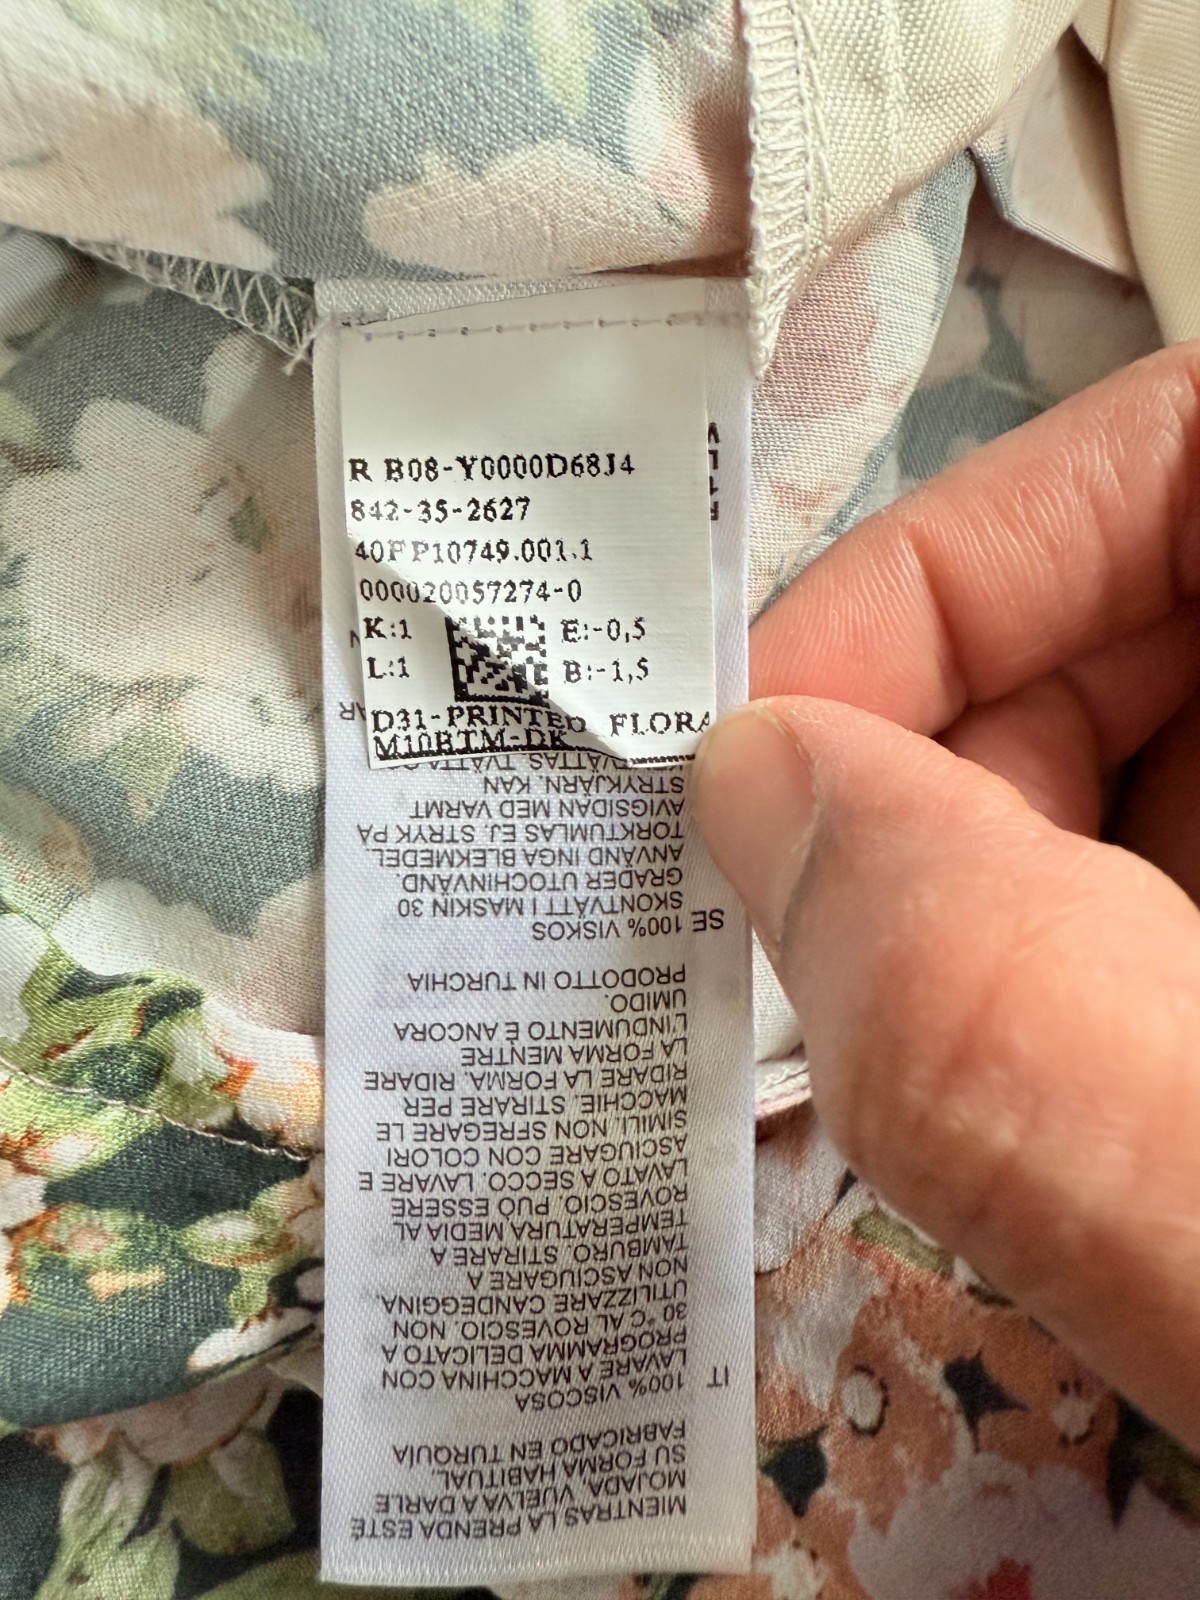 R B08-Y0000D68J4
842-35-2627
40FP10749.001.1
000020057274-0
K:1 E:-0,5
L:1 B:-1,5
D31-PRINTED FLORA
M10BTM-DK
MIENTRAS LA PRENDA ESTÉ
MOJADA, VUELVA A DARLE
SU FORMA HABITUAL.
FABRICADO EN TURQUÍA
IT 100% VISCOSA
LAVARE A MACCHINA CON
PROGRAMMA DELICATO A
30 °C AL ROVESCIO. NON
UTILIZZARE CANDEGGINA.
NON ASCIUGARE A
TAMBURO. STIRARE A
TEMPERATURA MEDIA AL
ROVESCIO. PUÒ ESSERE
LAVATO A SECCO. LAVARE E
ASCIUGARE CON COLORI
SIMILI. NON SFREGARE LE
MACCHIE. STIRARE PER
RIDARE LA FORMA. RIDARE
LA FORMA MENTRE
L'INDUMENTO È ANCORA
UMIDO.
PRODOTTO IN TURCHIA
SE 100% VISKOS
SKONTVÄTT I MASKIN 30
GRADER UTOCHINVÄND.
ANVÄND INGA BLEKMEDEL.
TORKTUMLAS EJ. STRYK PÅ
AVIGSIDAN MED VARMT
STRYKJÄRN. KAN